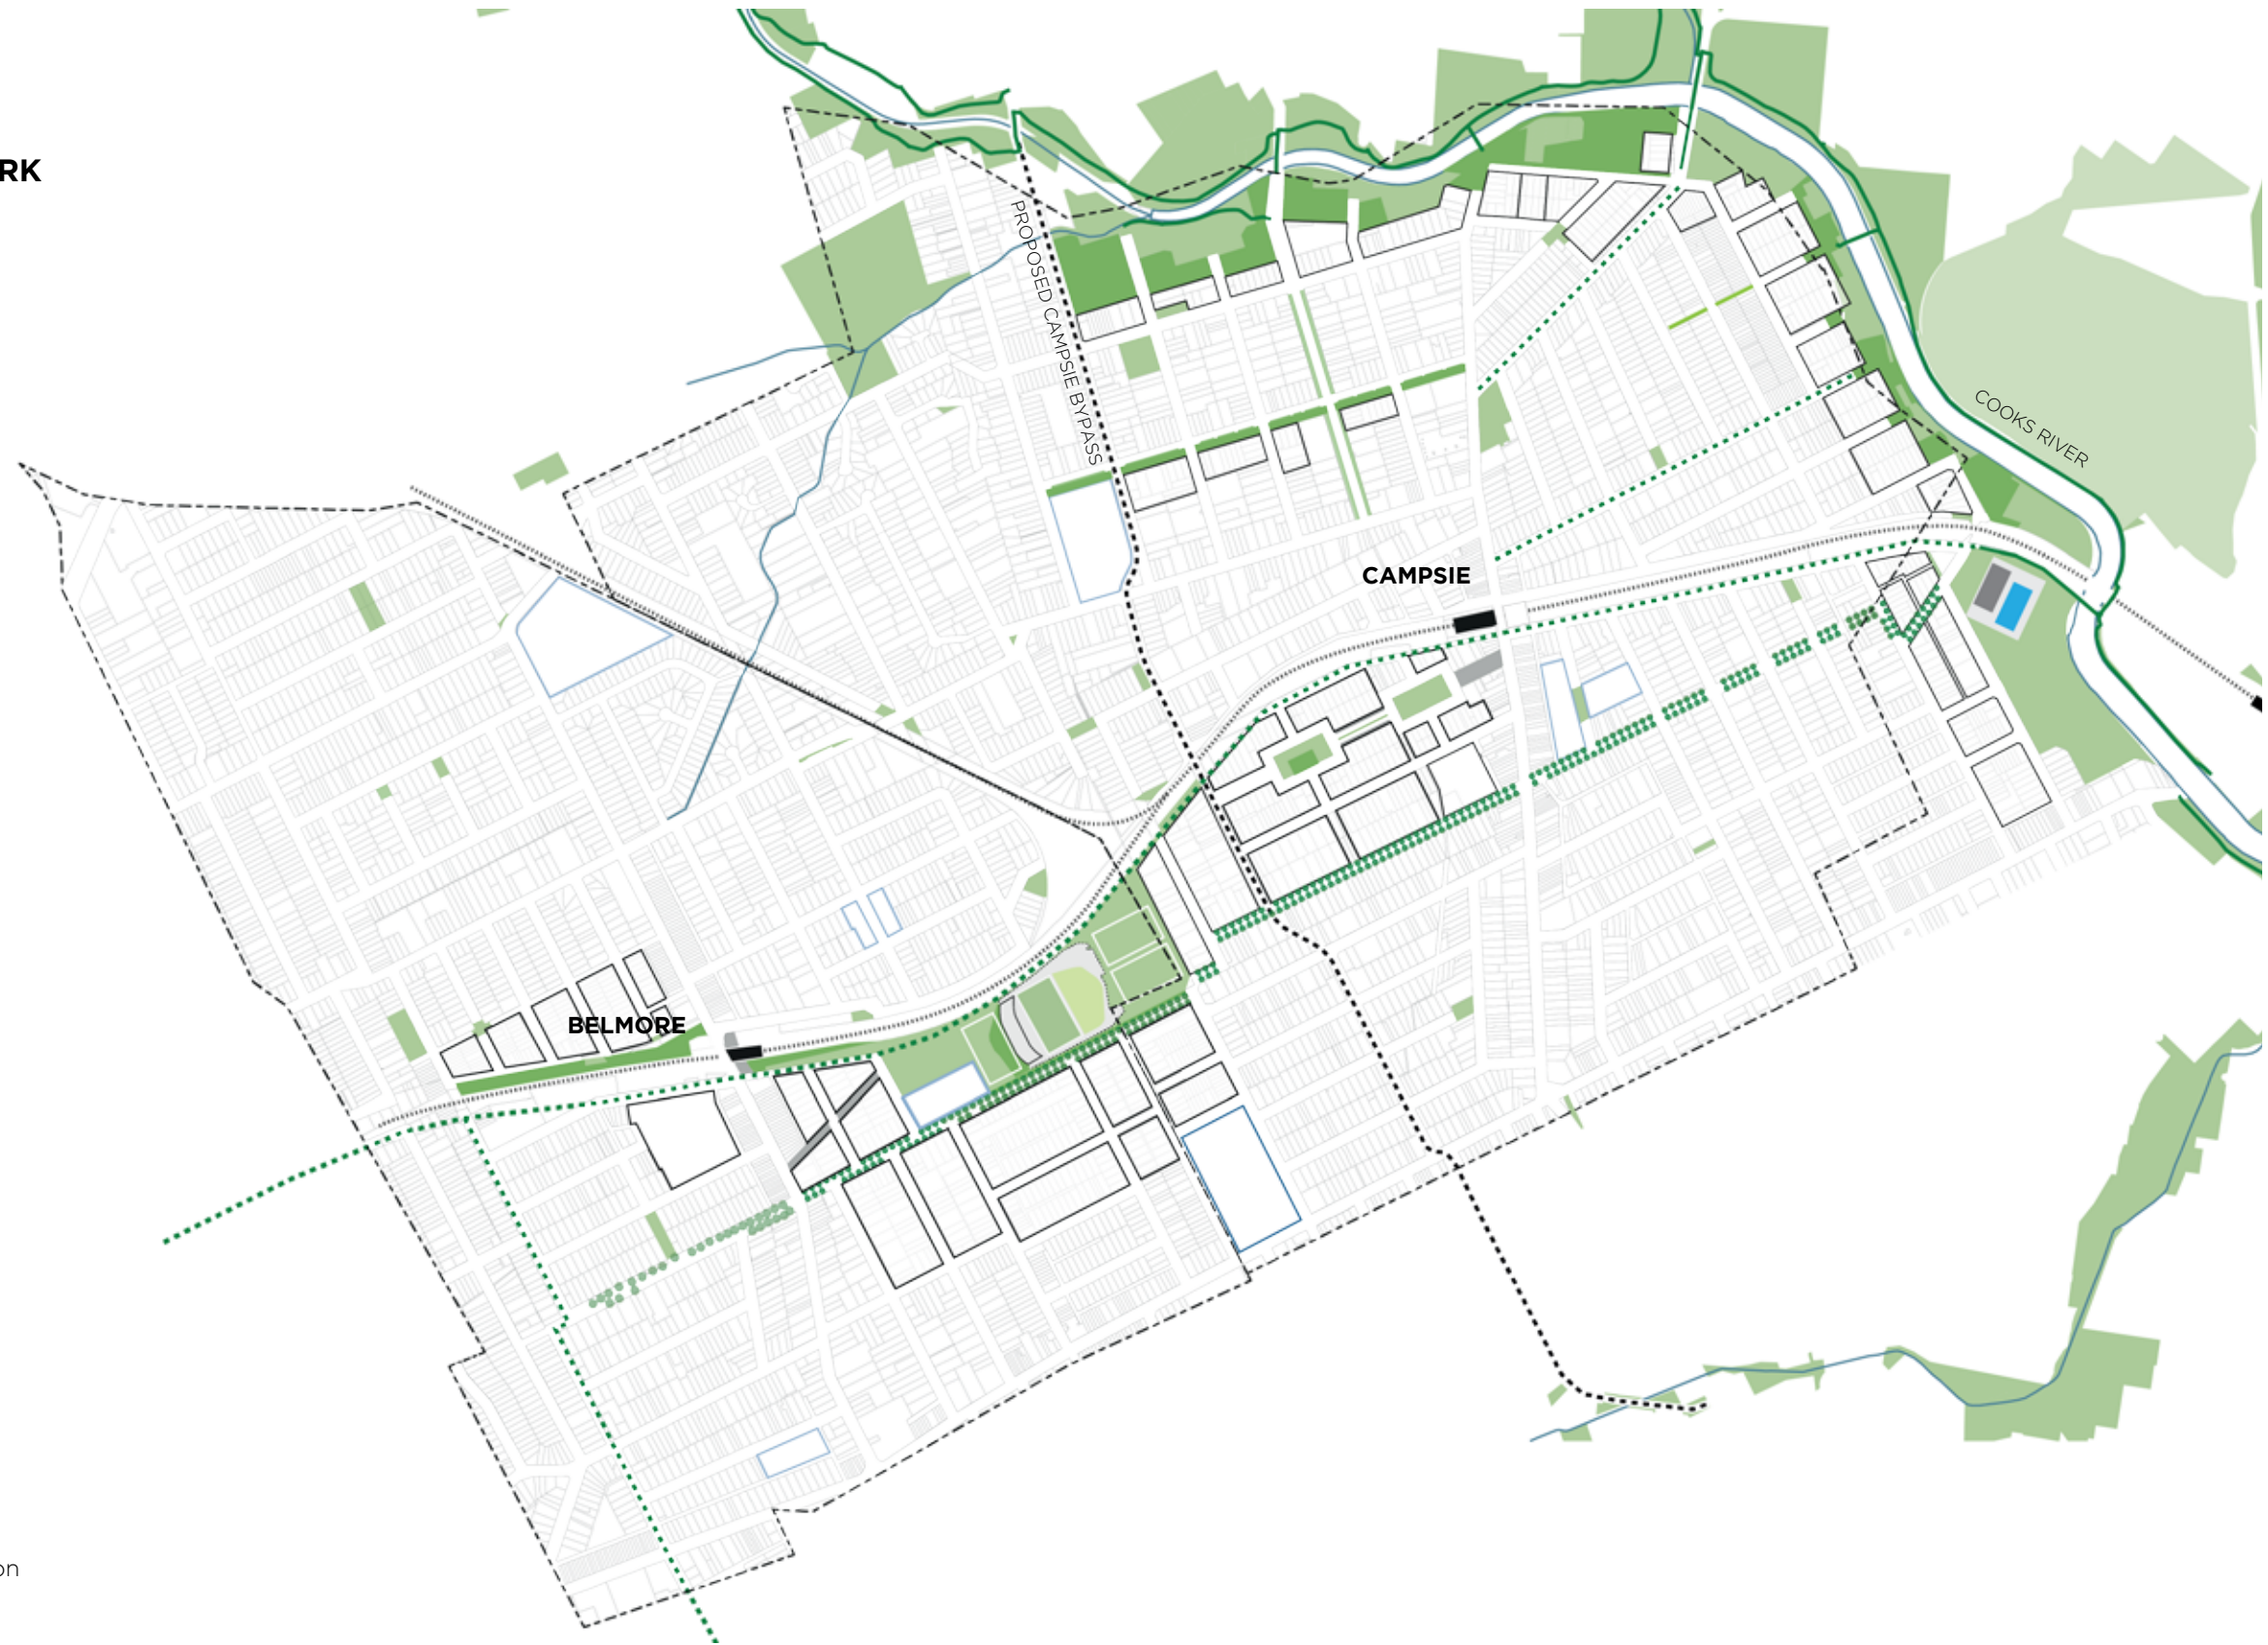 RK
PROPOSED CAMPSIE BYPASS
COOKS RIVER
CAMPSIE
BELMORE
on